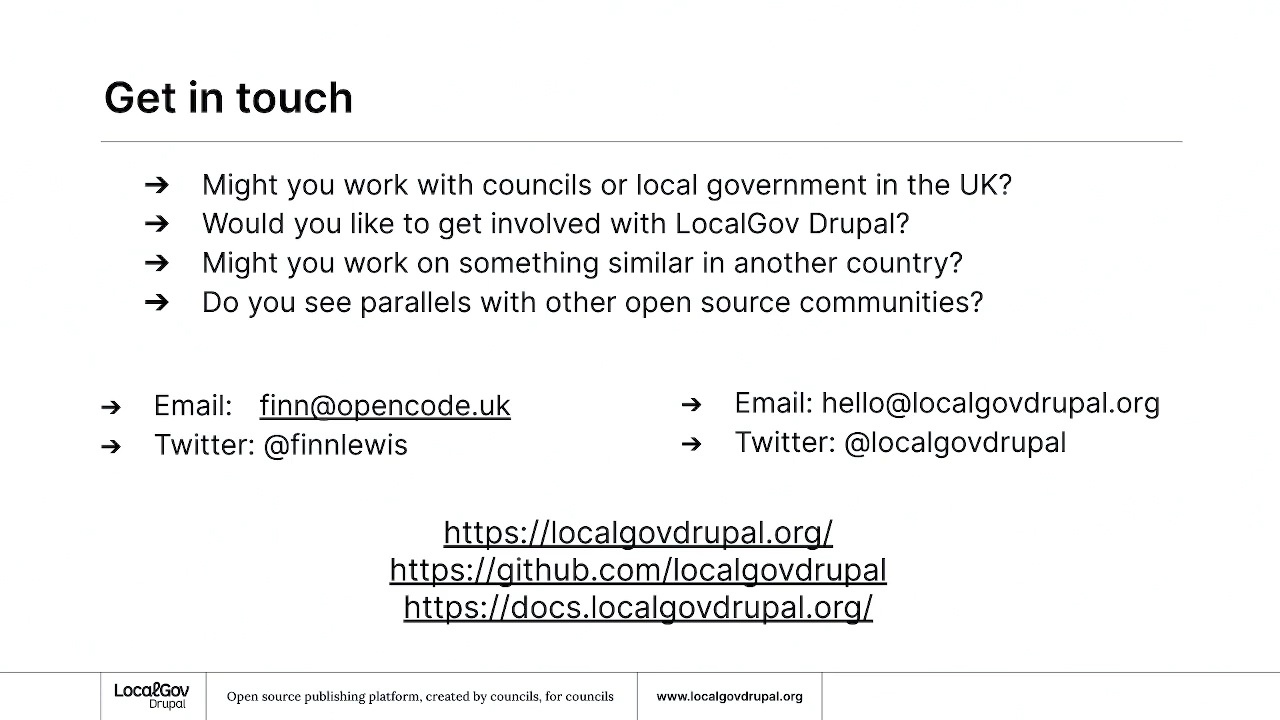 Get in touch
➔ Might you work with councils or local government in the UK?
➔ Would you like to get involved with LocalGov Drupal?
➔ Might you work on something similar in another country?
➔ Do you see parallels with other open source communities?
➔ Email: finn@opencode.uk
➔ Twitter: @finnlewis
➔ Email: hello@localgovdrupal.org
➔ Twitter: @localgovdrupal
https://localgovdrupal.org/
https://github.com/localgovdrupal
https://docs.localgovdrupal.org/
LocalGov
Drupal
Open source publishing platform, created by councils, for councils
www.localgovdrupal.org